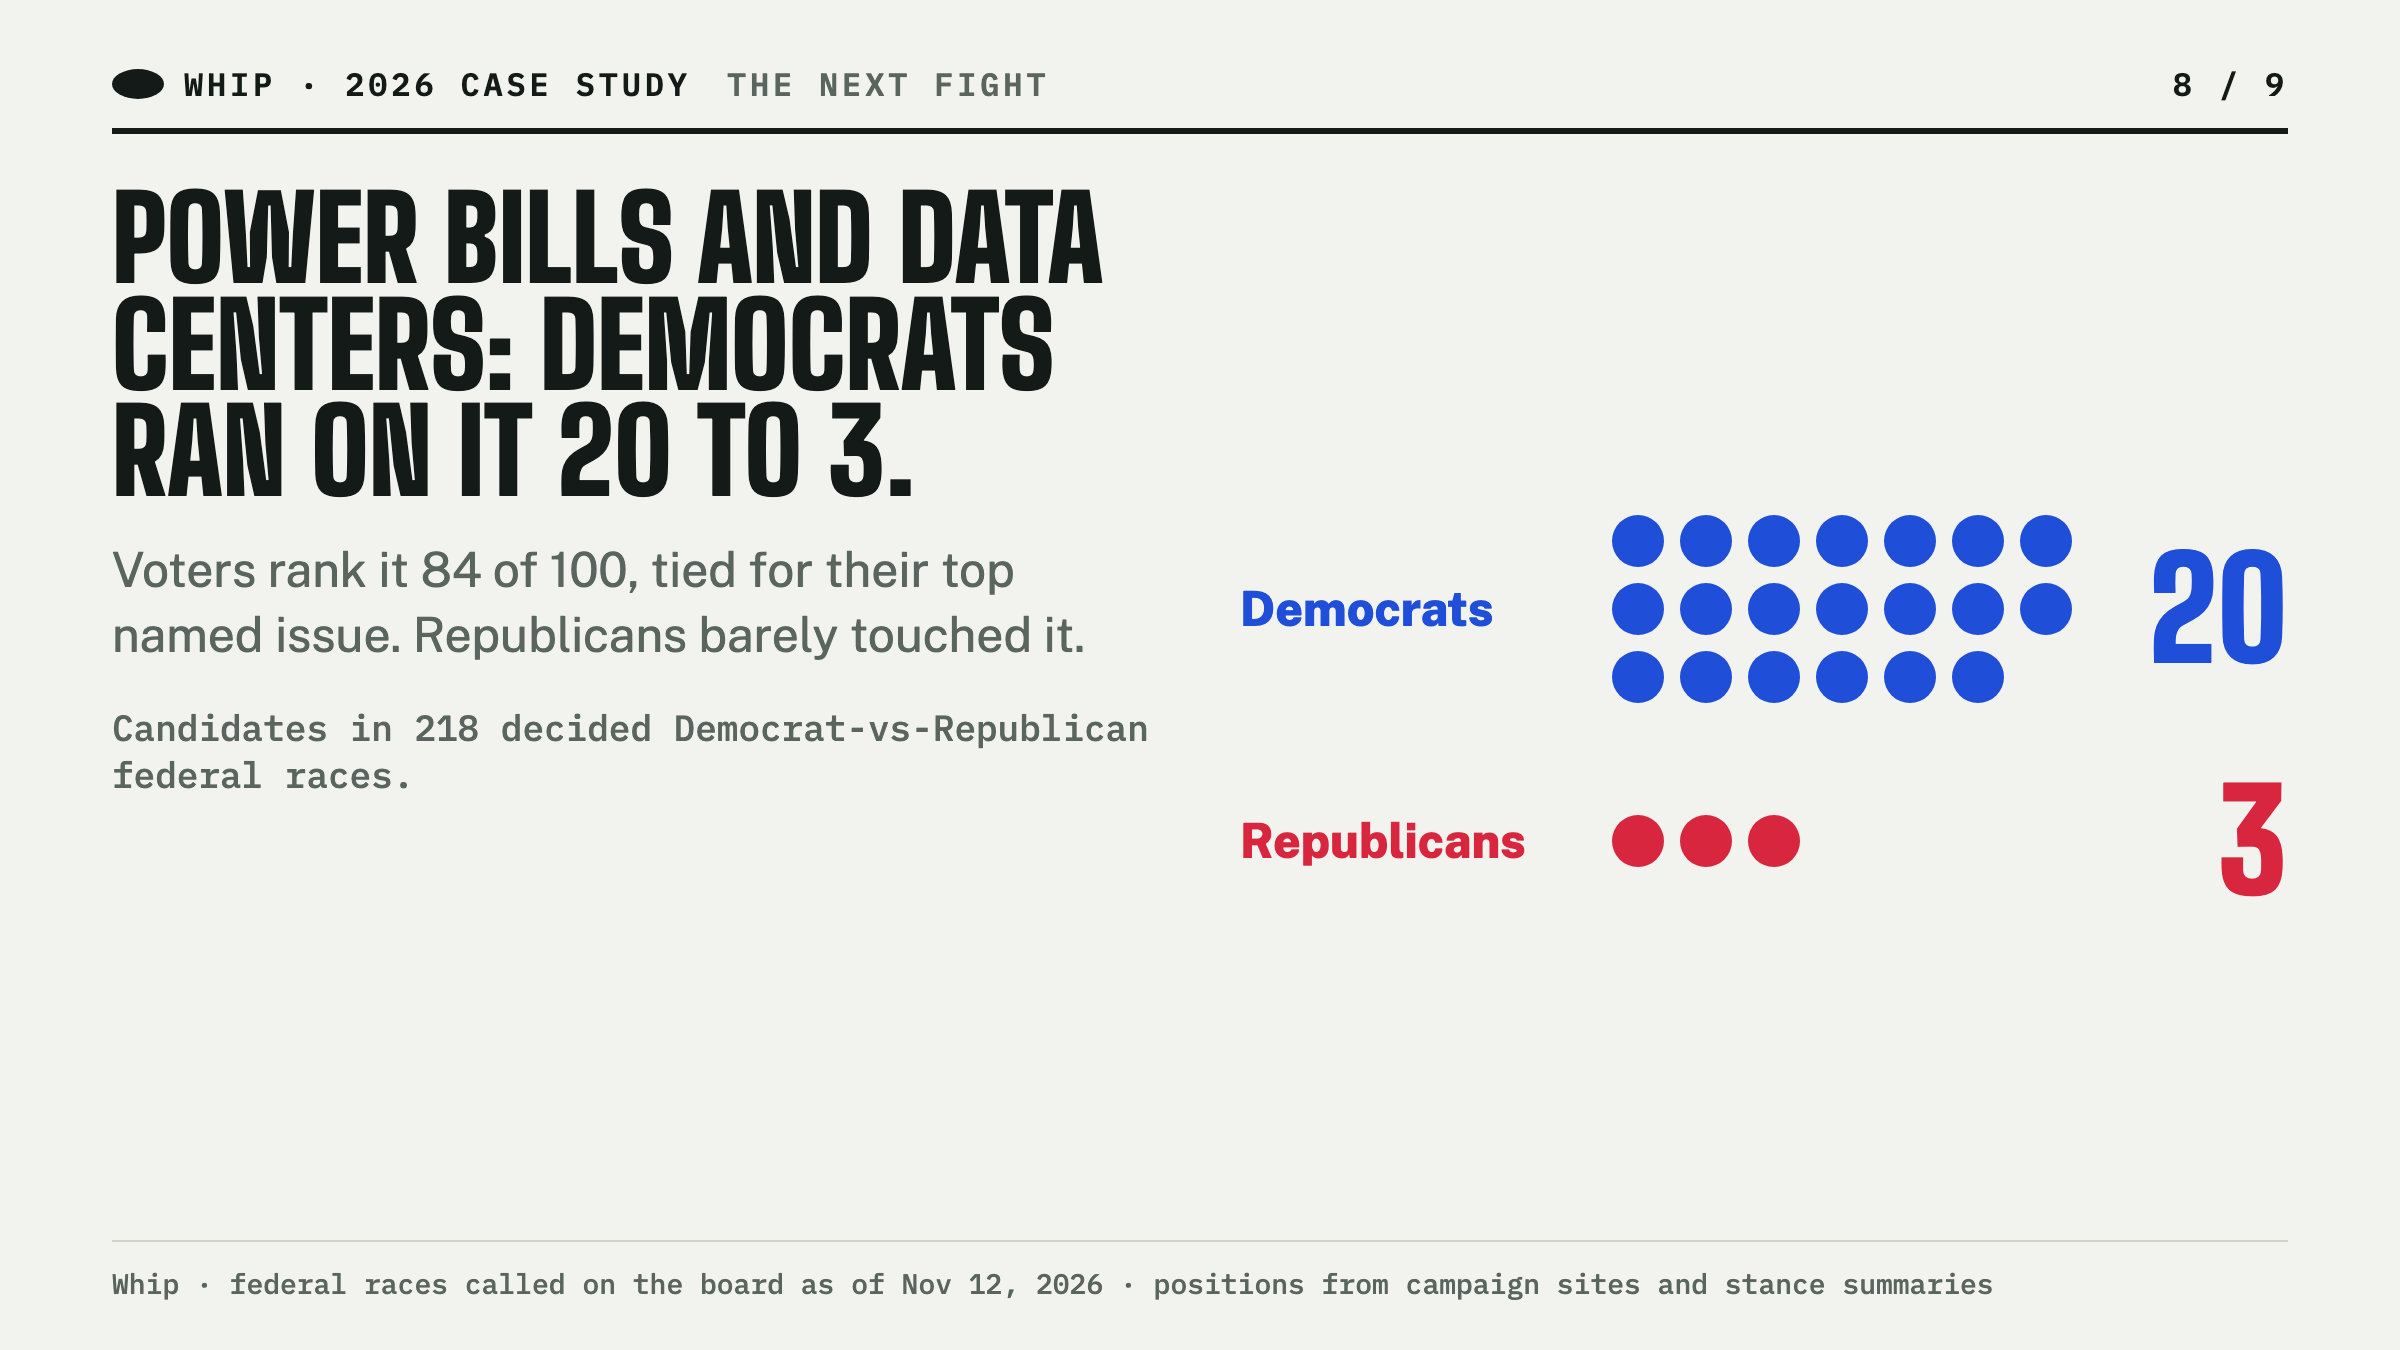 WHIP · 2026 CASE STUDY THE NEXT FIGHT
8 / 9
POWER BILLS AND DATA
CENTERS: DEMOCRATS
RAN ON IT 20 TO 3.
Voters rank it 84 of 100, tied for their top
named issue. Republicans barely touched it.
Candidates in 218 decided Democrat-vs-Republican
federal races.
Democrats
20
Republicans
3
Whip · federal races called on the board as of Nov 12, 2026 · positions from campaign sites and stance summaries